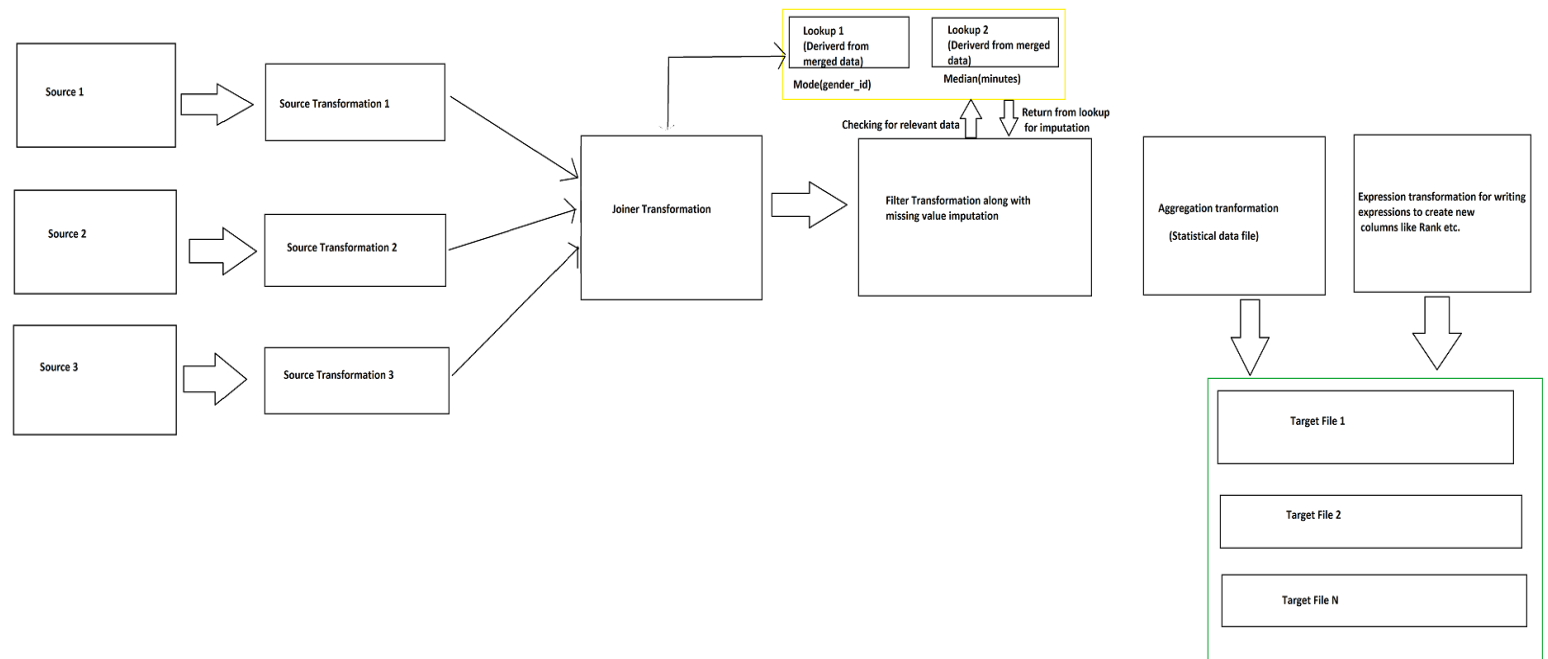 Source 1
Source Transformation 1
Source 2
Source Transformation 2
Source 3
Source Transformation 3
Joiner Transformation
Lookup 1
(Deriverd from
merged data)
Mode(gender_id)
Lookup 2
(Deriverd from merged
data)
Median(minutes)
Checking for relevant data
Return from lookup
for imputation
Filter Transformation along with
missing value imputation
Aggregation tranformation
(Statistical data file)
Expression transformation for writing
expressions to create new
columns like Rank etc.
Target File 1
Target File 2
Target File N